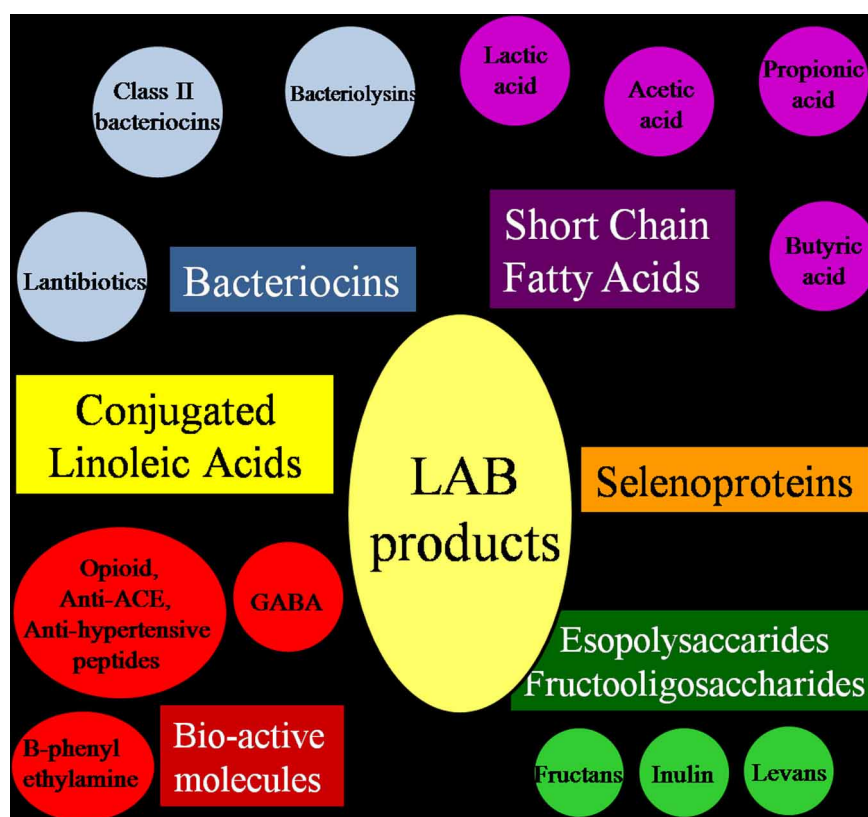 Class II
bacteriocins
Bacteriolysins
Lactic
acid
Acetic
acid
Propionic
acid
Lantibiotics
Bacteriocins
Short Chain
Fatty Acids
Butyric
acid
Conjugated
Linoleic Acids
LAB
products
Selenoproteins
Opioid,
Anti-ACE,
Anti-hypertensive
peptides
GABA
Esopolysaccarides
Fructooligosaccharides
B-phenyl
ethylamine
Bio-active
molecules
Fructans
Inulin
Levans